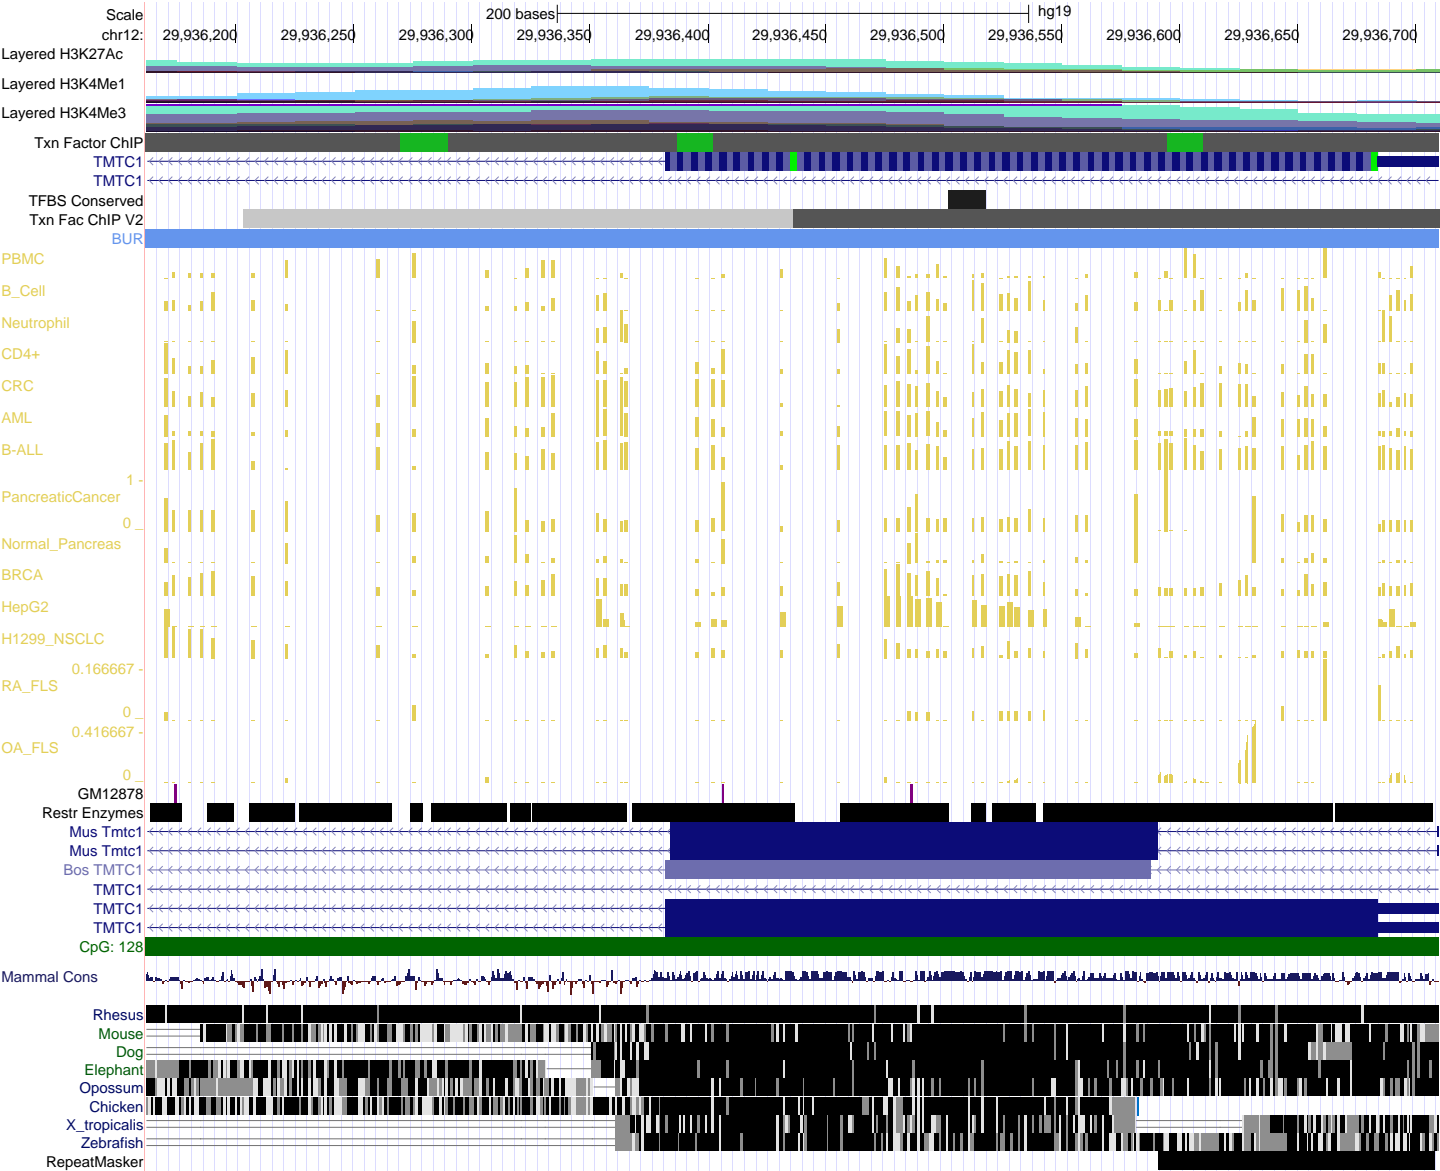 Scale 200 bases hg19
chr12: 29,936,200 29,936,250 29,936,300 29,936,350 29,936,400 29,936,450 29,936,500 29,936,550 29,936,600 29,936,650 29,936,700
Layered H3K27Ac
Layered H3K4Me1
Layered H3K4Me3
Txn Factor ChIP
TMTC1
TMTC1
TFBS Conserved
Txn Fac ChIP V2
BUR
PBMC
B_Cell
Neutrophil
CD4+
CRC
AML
B-ALL
1 -
PancreaticCancer
0 _
Normal_Pancreas
BRCA
HepG2
H1299_NSCLC
0.166667 -
RA_FLS
0 _
0.416667 -
OA_FLS
0 _
GM12878
Restr Enzymes
Mus Tmtc1
Mus Tmtc1
Bos TMTC1
TMTC1
TMTC1
TMTC1
CpG: 128
Mammal Cons
Rhesus
Mouse
Dog
Elephant
Opossum
Chicken
X_tropicalis
Zebrafish
RepeatMasker